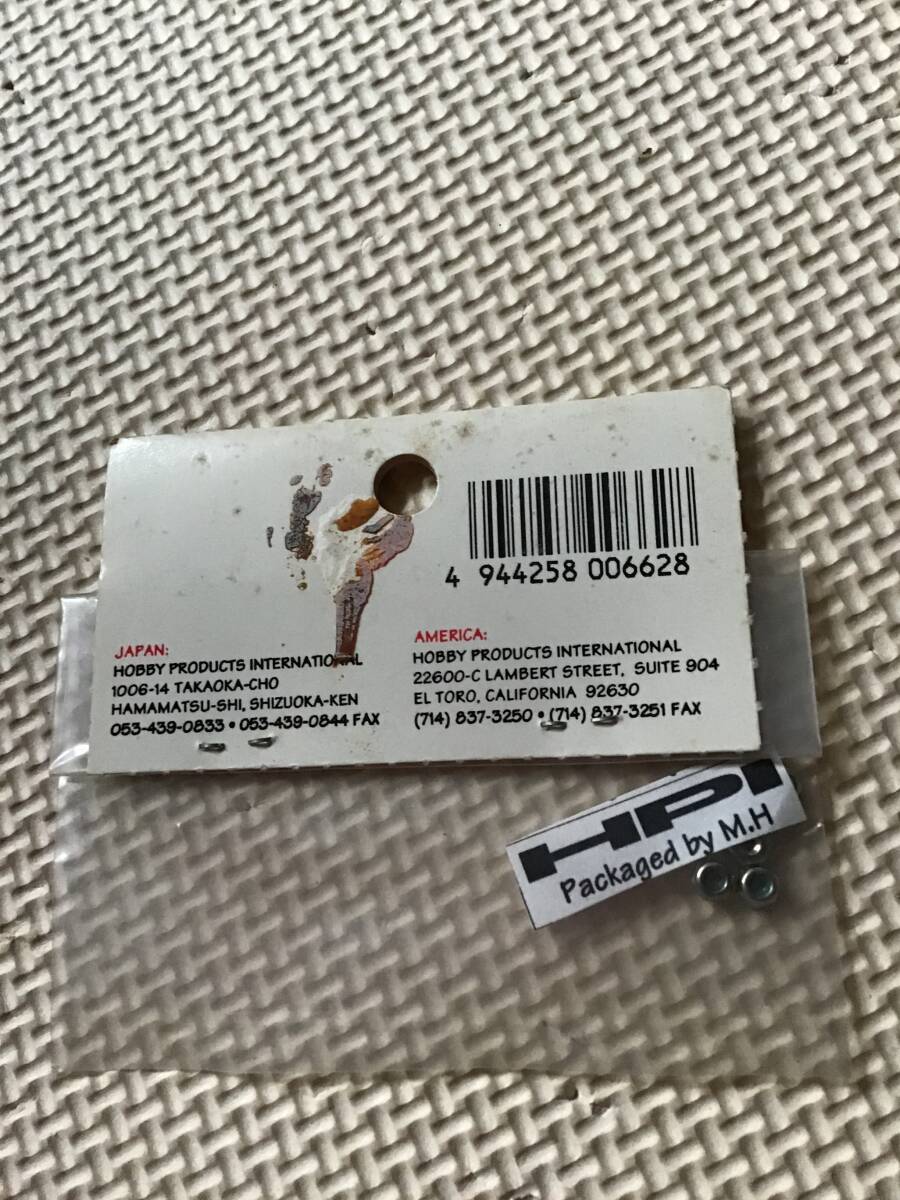 4 944258 006628
JAPAN:
HOBBY PRODUCTS INTERNATIONAL
1006-14 TAKAOKA-CHO
HAMAMATSU-SHI, SHIZUOKA-KEN
053-439-0833 • 053-439-0844 FAX
AMERICA:
HOBBY PRODUCTS INTERNATIONAL
22600-C LAMBERT STREET, SUITE 904
EL TORO, CALIFORNIA 92630
(714) 837-3250 • (714) 837-3251 FAX
HPI
Packaged by M.H